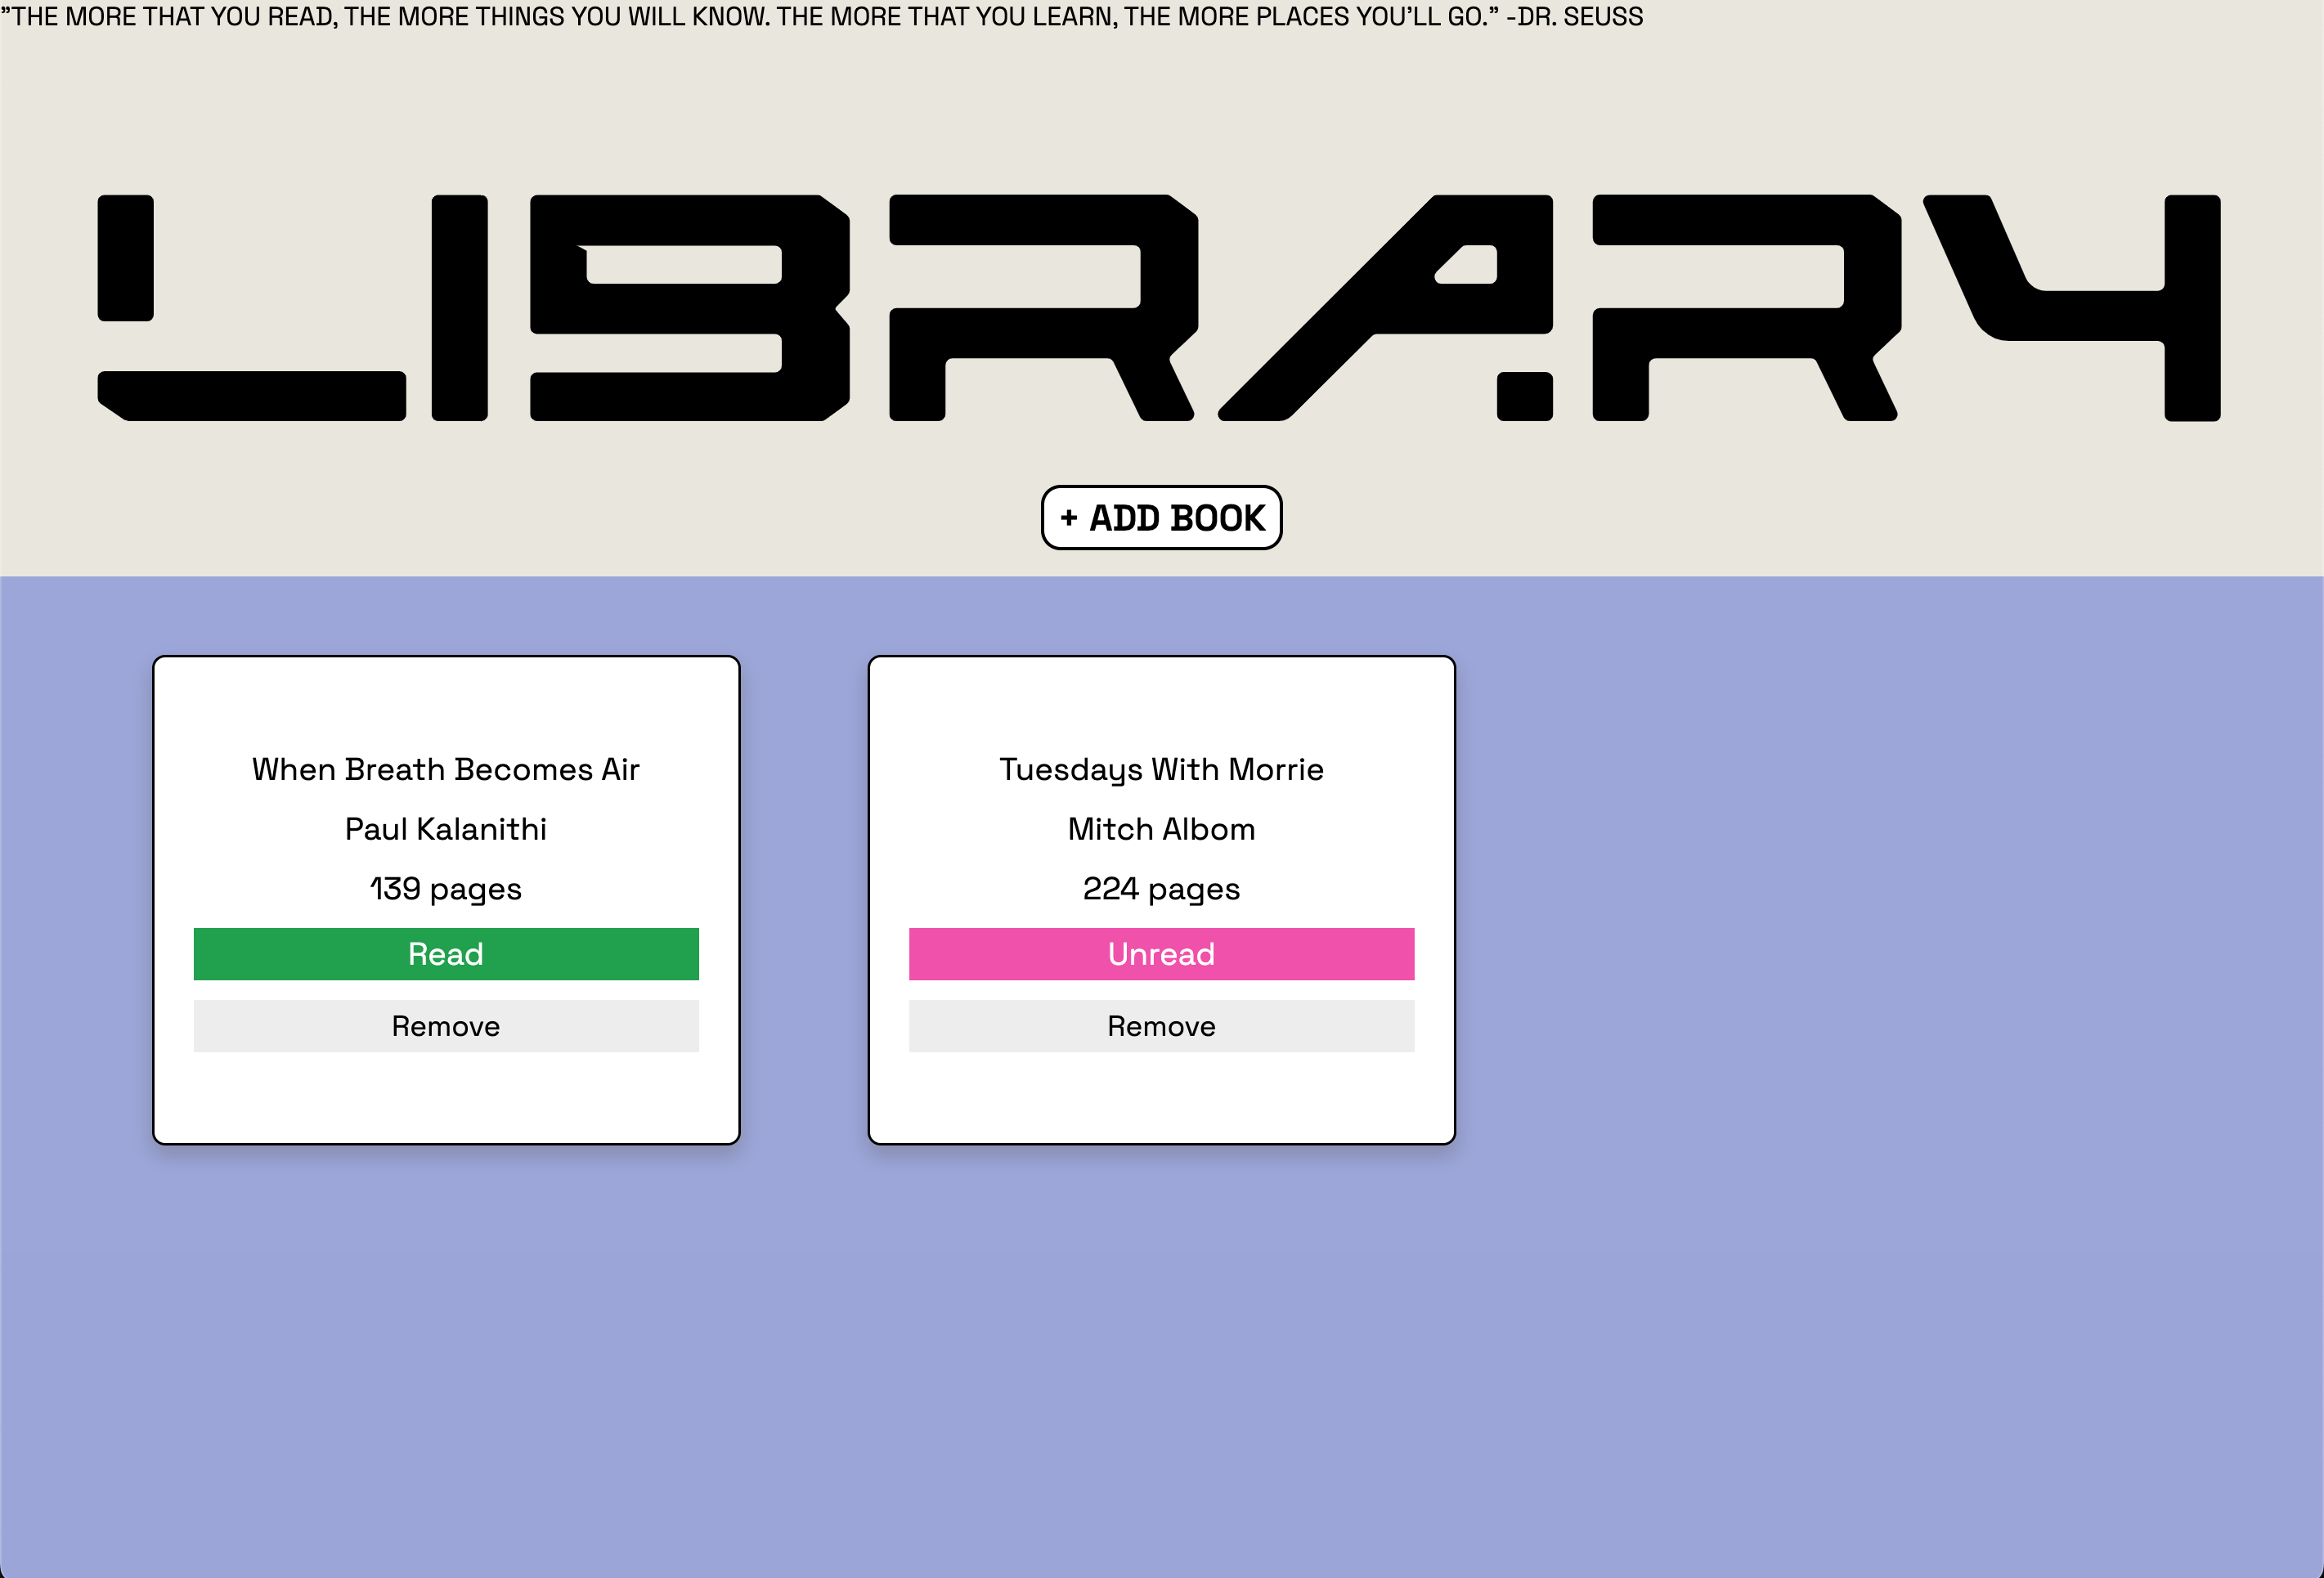 ”THE MORE THAT YOU READ, THE MORE THINGS YOU WILL KNOW. THE MORE THAT YOU LEARN, THE MORE PLACES YOU’LL GO.” -DR. SEUSS
LIBRARY
+ ADD BOOK
When Breath Becomes Air
Paul Kalanithi
139 pages
Read
Remove
Tuesdays With Morrie
Mitch Albom
224 pages
Unread
Remove